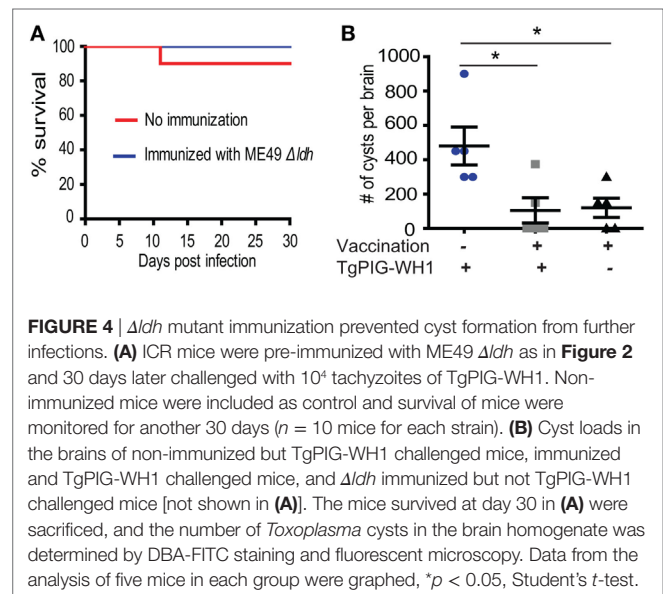 A
B
% survival
100
80
60
40
20
0
No immunization
Immunized with ME49 Δldh
0 5 10 15 20 25 30
Days post infection
# of cysts per brain
1000
800
600
400
200
0
*
*
Vaccination - + +
TgPIG-WH1 + + -
FIGURE 4 | Δldh mutant immunization prevented cyst formation from further
infections. (A) ICR mice were pre-immunized with ME49 Δldh as in Figure 2
and 30 days later challenged with 10⁴ tachyzoites of TgPIG-WH1. Non-
immunized mice were included as control and survival of mice were
monitored for another 30 days (n = 10 mice for each strain). (B) Cyst loads in
the brains of non-immunized but TgPIG-WH1 challenged mice, immunized
and TgPIG-WH1 challenged mice, and Δldh immunized but not TgPIG-WH1
challenged mice [not shown in (A)]. The mice survived at day 30 in (A) were
sacrificed, and the number of Toxoplasma cysts in the brain homogenate was
determined by DBA-FITC staining and fluorescent microscopy. Data from the
analysis of five mice in each group were graphed, *p < 0.05, Student's t-test.